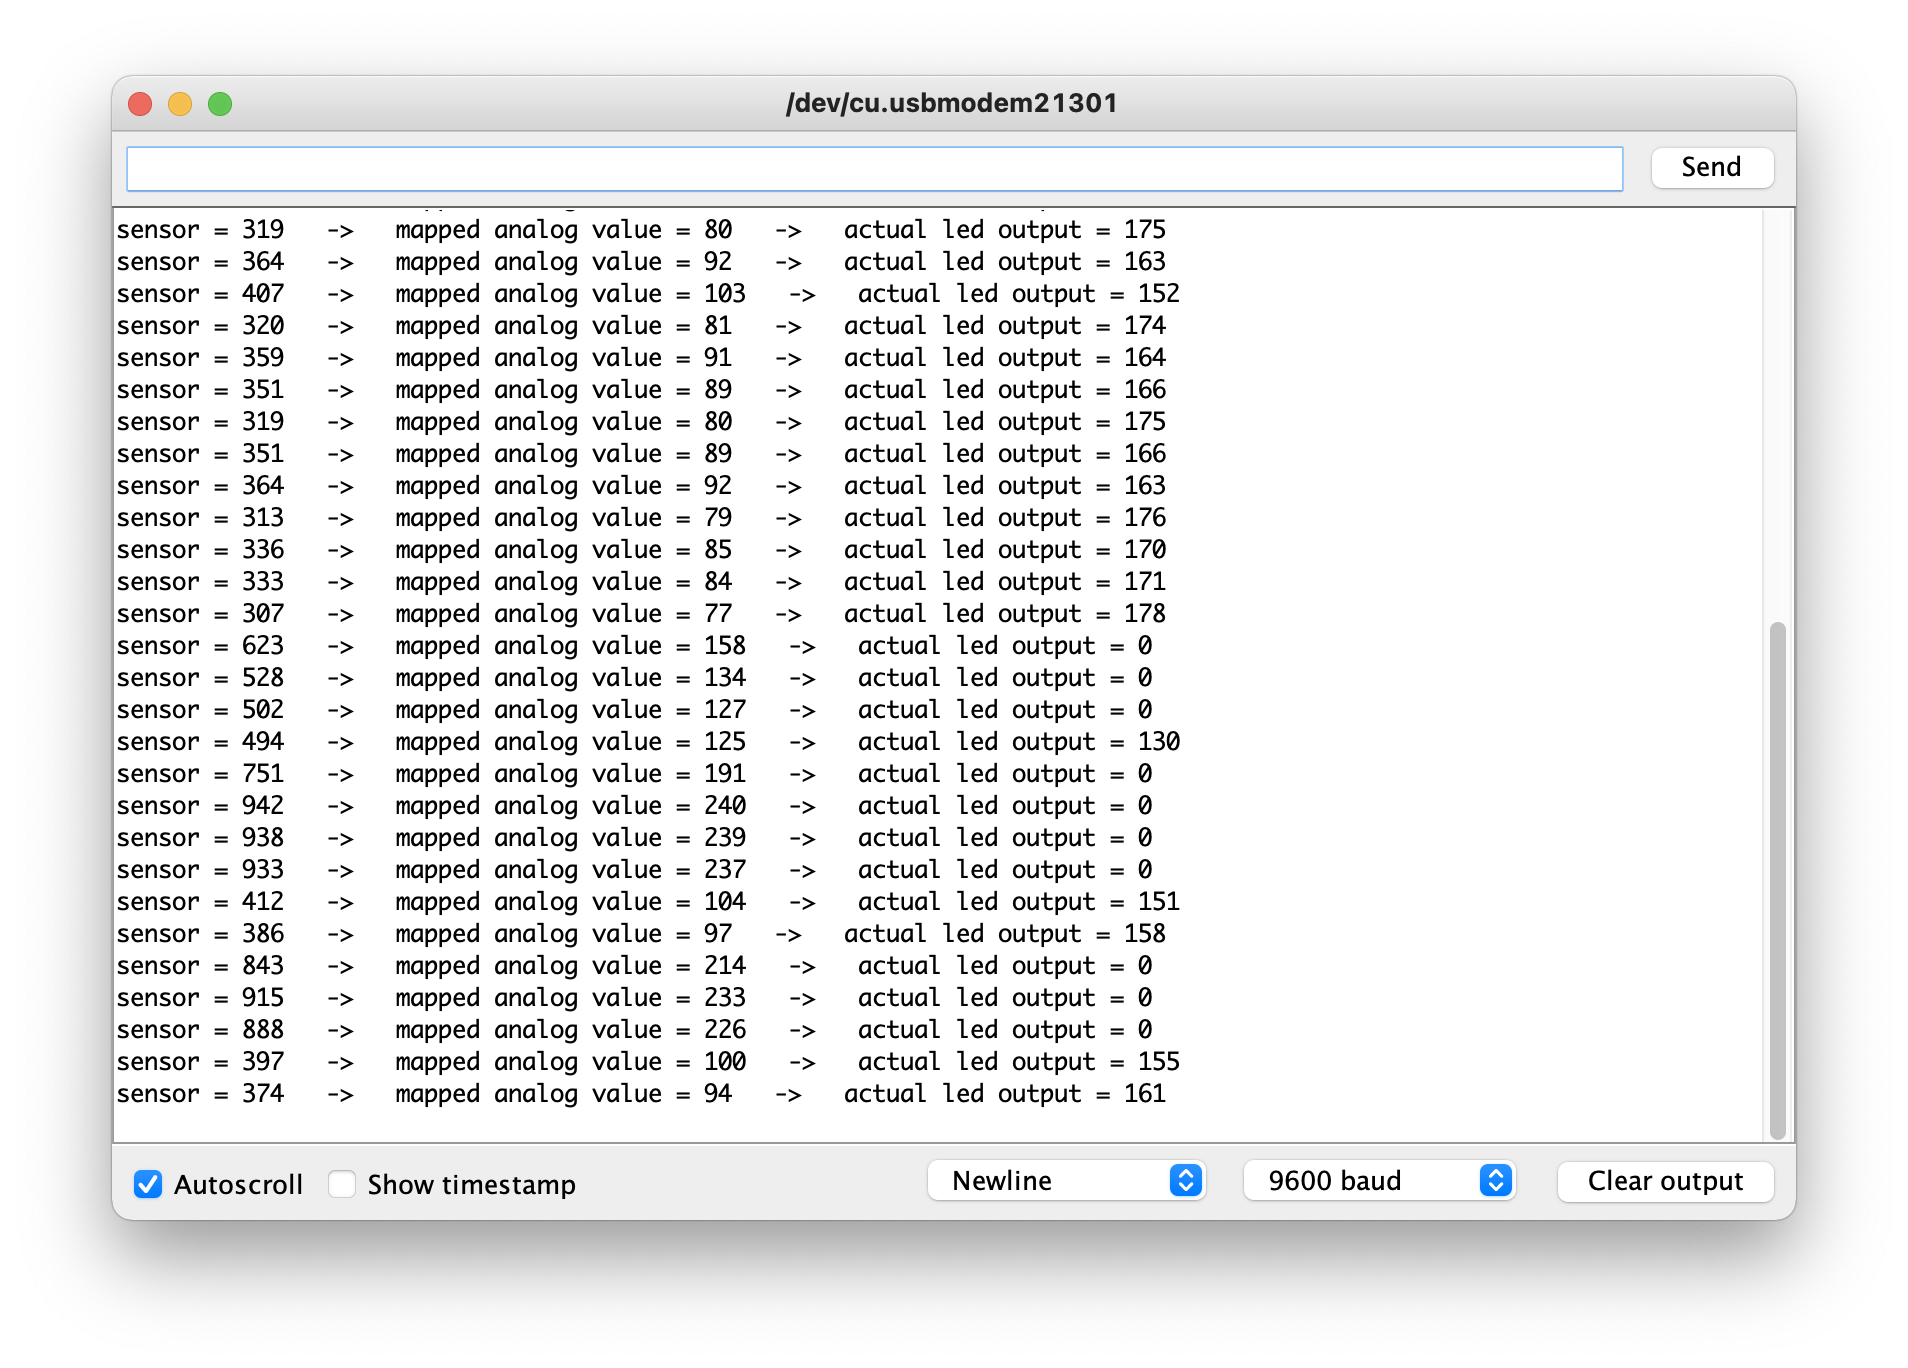 /dev/cu.usbmodem21301
Send
sensor = 319   ->   mapped analog value = 80   ->   actual led output = 175
sensor = 364   ->   mapped analog value = 92   ->   actual led output = 163
sensor = 407   ->   mapped analog value = 103   ->   actual led output = 152
sensor = 320   ->   mapped analog value = 81   ->   actual led output = 174
sensor = 359   ->   mapped analog value = 91   ->   actual led output = 164
sensor = 351   ->   mapped analog value = 89   ->   actual led output = 166
sensor = 319   ->   mapped analog value = 80   ->   actual led output = 175
sensor = 351   ->   mapped analog value = 89   ->   actual led output = 166
sensor = 364   ->   mapped analog value = 92   ->   actual led output = 163
sensor = 313   ->   mapped analog value = 79   ->   actual led output = 176
sensor = 336   ->   mapped analog value = 85   ->   actual led output = 170
sensor = 333   ->   mapped analog value = 84   ->   actual led output = 171
sensor = 307   ->   mapped analog value = 77   ->   actual led output = 178
sensor = 623   ->   mapped analog value = 158   ->   actual led output = 0
sensor = 528   ->   mapped analog value = 134   ->   actual led output = 0
sensor = 502   ->   mapped analog value = 127   ->   actual led output = 0
sensor = 494   ->   mapped analog value = 125   ->   actual led output = 130
sensor = 751   ->   mapped analog value = 191   ->   actual led output = 0
sensor = 942   ->   mapped analog value = 240   ->   actual led output = 0
sensor = 938   ->   mapped analog value = 239   ->   actual led output = 0
sensor = 933   ->   mapped analog value = 237   ->   actual led output = 0
sensor = 412   ->   mapped analog value = 104   ->   actual led output = 151
sensor = 386   ->   mapped analog value = 97   ->   actual led output = 158
sensor = 843   ->   mapped analog value = 214   ->   actual led output = 0
sensor = 915   ->   mapped analog value = 233   ->   actual led output = 0
sensor = 888   ->   mapped analog value = 226   ->   actual led output = 0
sensor = 397   ->   mapped analog value = 100   ->   actual led output = 155
sensor = 374   ->   mapped analog value = 94   ->   actual led output = 161
Autoscroll   Show timestamp   Newline   9600 baud   Clear output